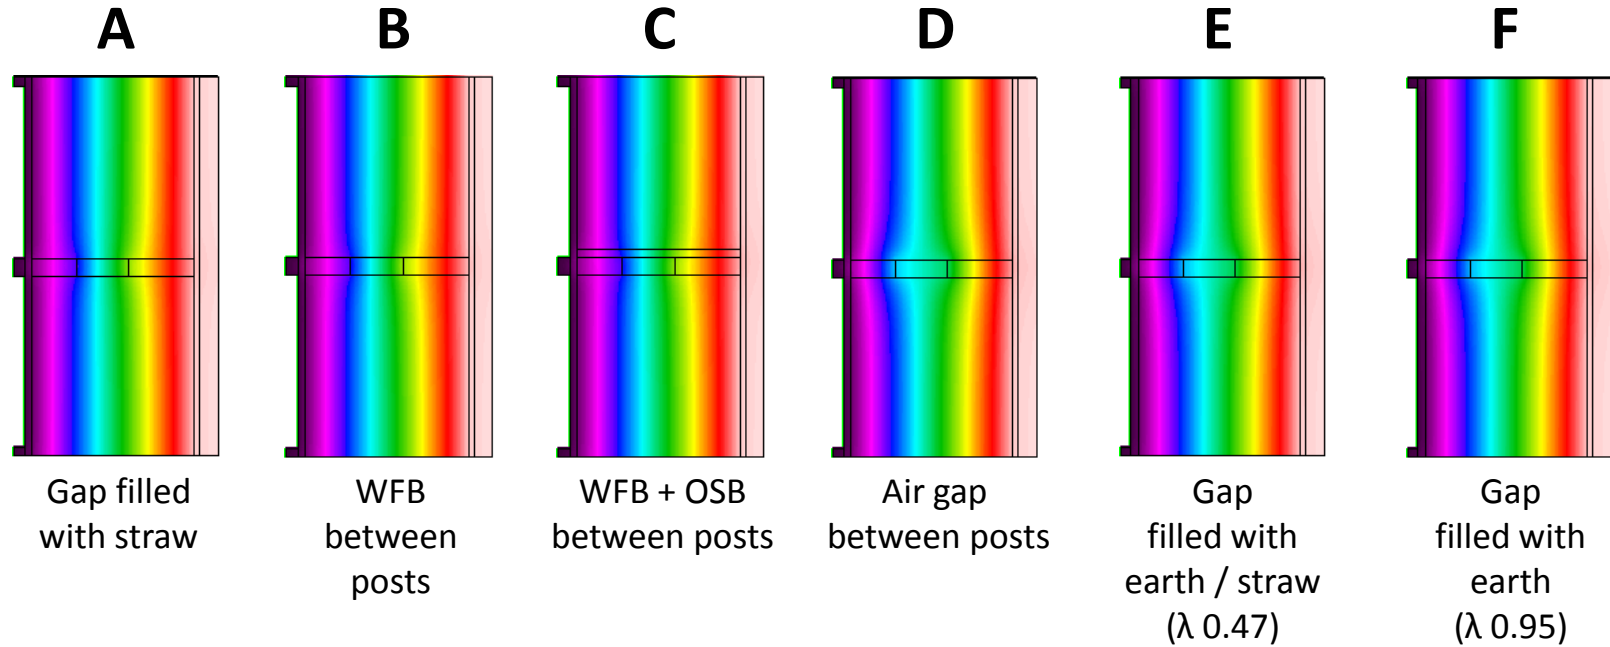 A
B
C
D
E
F
Gap filled
with straw
WFB
between
posts
WFB + OSB
between posts
Air gap
between posts
Gap
filled with
earth / straw
(λ 0.47)
Gap
filled with
earth
(λ 0.95)